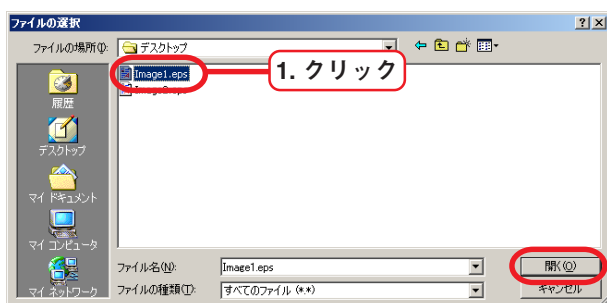 ファイルの選択
ファイルの場所(I):
デスクトップ
Image1.eps
1. クリック
履歴
デスクトップ
マイ ドキュメント
マイ コンピュータ
マイ ネットワーク
ファイル名(N):
Image1.eps
開く(O)
ファイルの種類(T):
すべてのファイル (*.*)
キャンセル